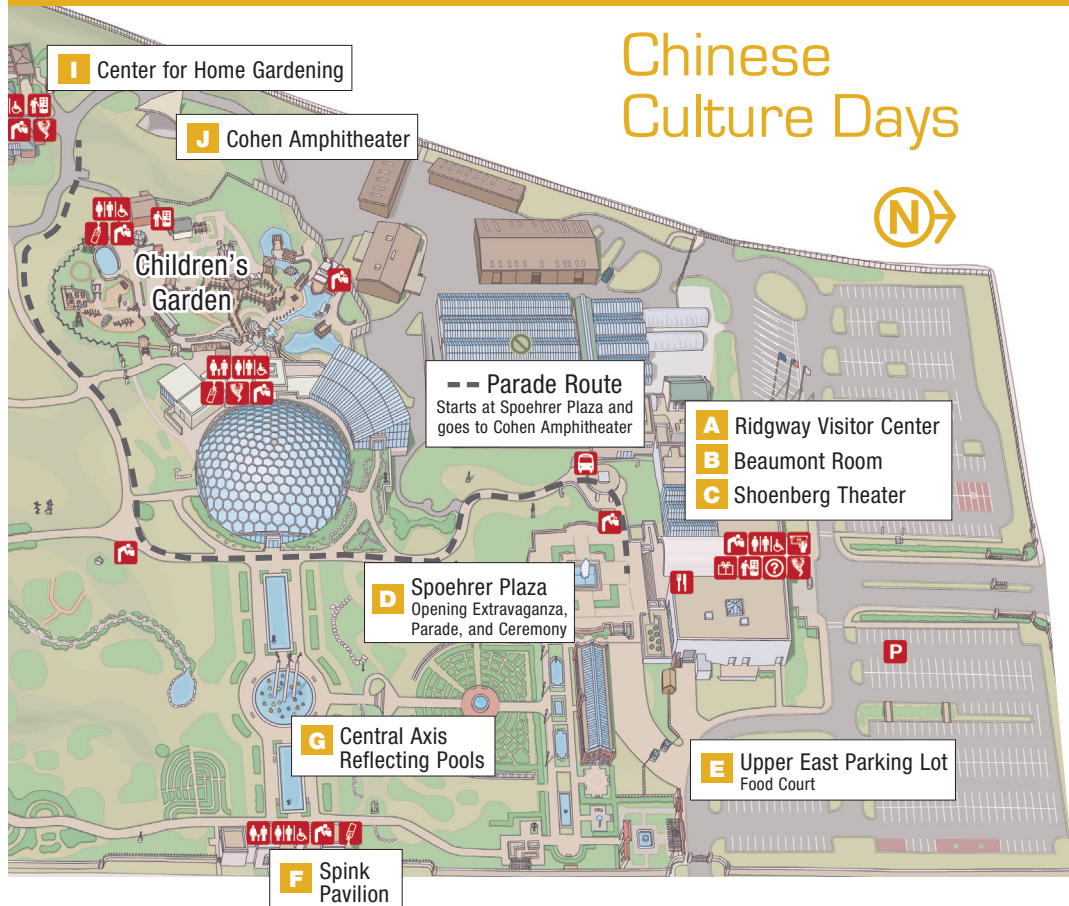 Chinese
Culture Days
N
I Center for Home Gardening
J Cohen Amphitheater
Children's
Garden
Parade Route
Starts at Spoehrer Plaza and
goes to Cohen Amphitheater
A Ridgway Visitor Center
B Beaumont Room
C Shoenberg Theater
D Spoehrer Plaza
Opening Extravaganza,
Parade, and Ceremony
?
P
G Central Axis
Reflecting Pools
E Upper East Parking Lot
Food Court
F Spink
Pavilion